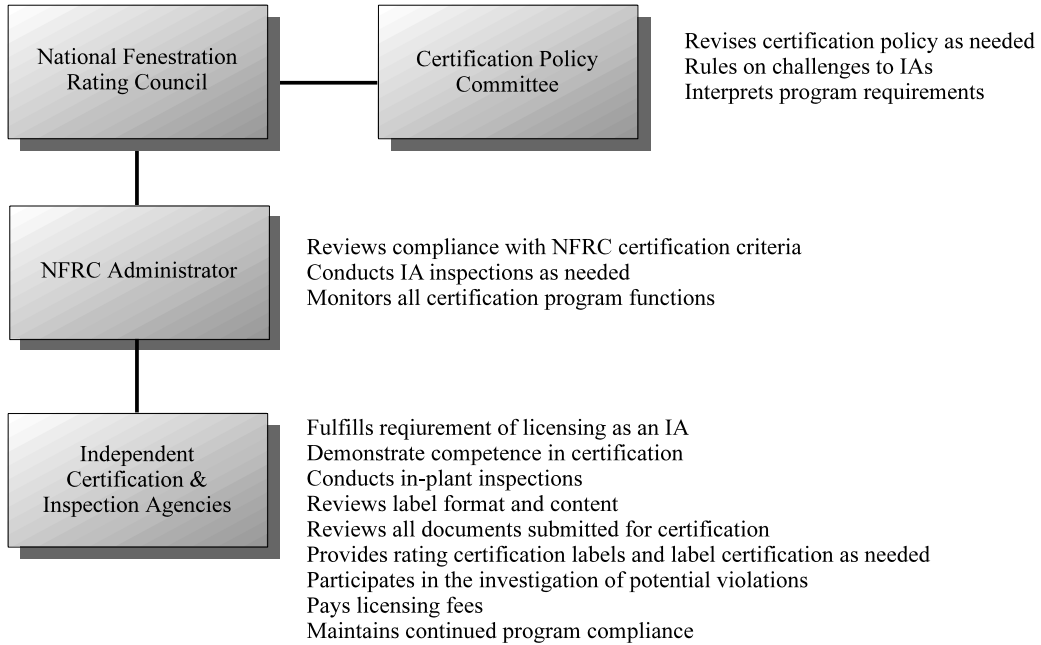 National Fenestration
Rating Council
Certification Policy
Committee
Revises certification policy as needed
Rules on challenges to IAs
Interprets program requirements
NFRC Administrator
Reviews compliance with NFRC certification criteria
Conducts IA inspections as needed
Monitors all certification program functions
Independent
Certification &
Inspection Agencies
Fulfills reqiurement of licensing as an IA
Demonstrate competence in certification
Conducts in-plant inspections
Reviews label format and content
Reviews all documents submitted for certification
Provides rating certification labels and label certification as needed
Participates in the investigation of potential violations
Pays licensing fees
Maintains continued program compliance